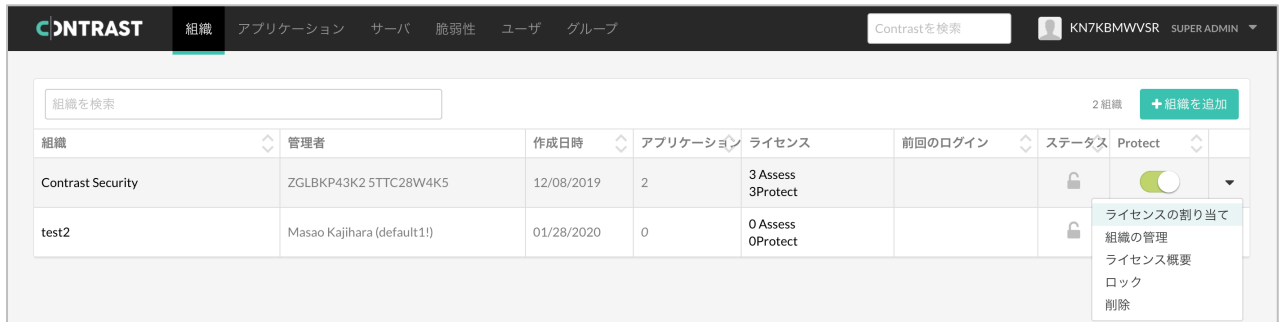 CONTRAST 組織 アプリケーション サーバ 脆弱性 ユーザ グループ Contrastを検索 KN7KBMWVSR SUPER ADMIN
組織を検索 2 組織 +組織を追加
組織 管理者 作成日時 アプリケーション ライセンス 前回のログイン ステータス Protect
Contrast Security ZGLBKP43K2 5TTC28W4K5 12/08/2019 2 3 Assess
3Protect
test2 Masao Kajihara (default1!) 01/28/2020 0 0 Assess
0Protect
ライセンスの割り当て
組織の管理
ライセンス概要
ロック
削除